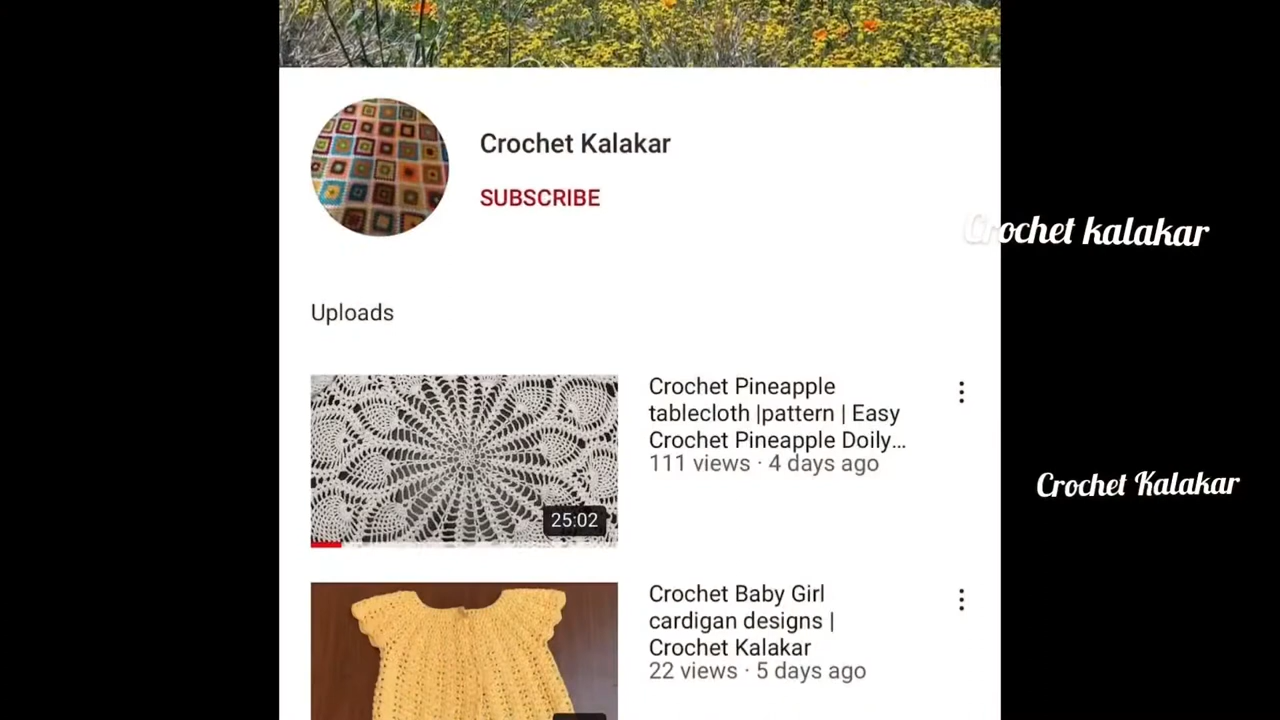 Crochet Kalakar
SUBSCRIBE
Crochet kalakar
Uploads
Crochet Pineapple
tablecloth |pattern | Easy
Crochet Pineapple Doily...
111 views · 4 days ago
25:02
Crochet Kalakar
Crochet Baby Girl
cardigan designs |
Crochet Kalakar
22 views · 5 days ago